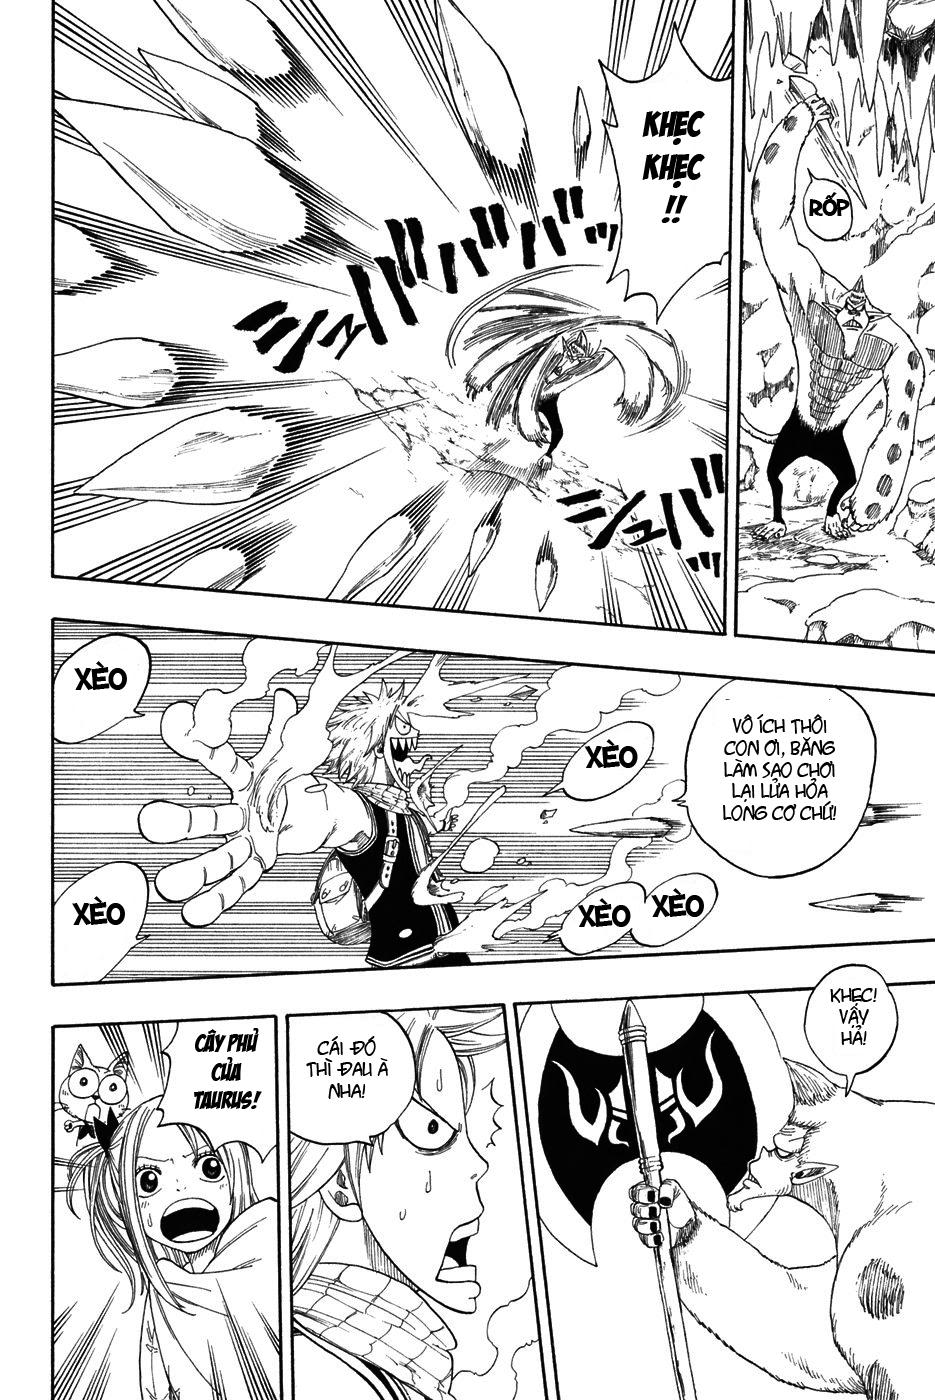 RỐP
KHẸC
KHẸC
!!
シュバババババッ
シュバッ
VÔ ÍCH THÔI
CON ƠI, BĂNG
LÀM SAO CHƠI
LẠI LỬA HỎA
LONG CƠ CHỨ!
XÈO
XÈO
XÈO
XÈO
XÈO
KHẸC!
VẬY
HẢ!
CÁI ĐÓ
THÌ ĐAU À
NHA!
CÂY PHỦ
CỦA
TAURUS!